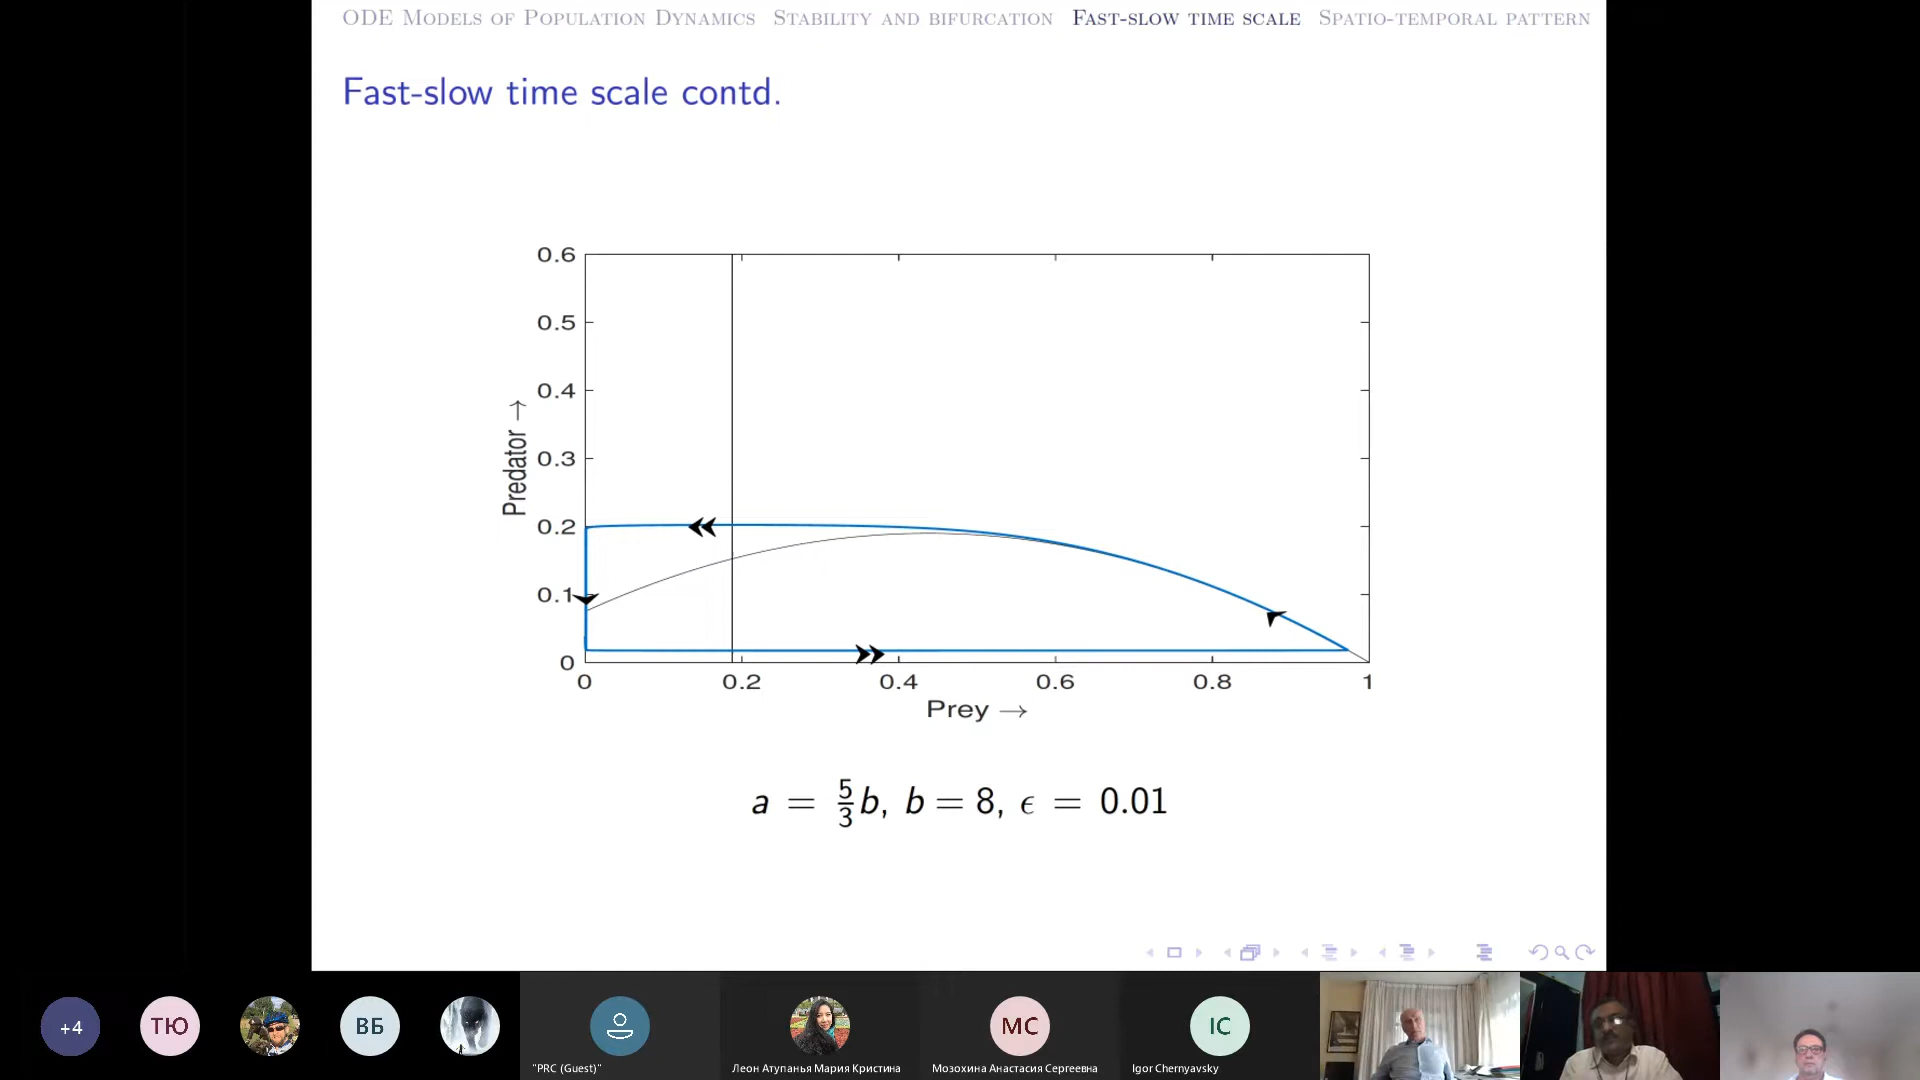 ODE Models of Population Dynamics Stability and bifurcation Fast-slow time scale Spatio-temporal pattern
Fast-slow time scale contd.
0.6
0.5
0.4
0.3
0.2
0.1
0
Predator →
0 0.2 0.4 0.6 0.8 1
Prey →
a = 5/3 b, b = 8, ϵ = 0.01
+4
ТЮ
ВБ
МС
IC
"PRC (Guest)"
Леон Атупанья Мария Кристина
Мозохина Анастасия Сергеевна
Igor Chernyavsky